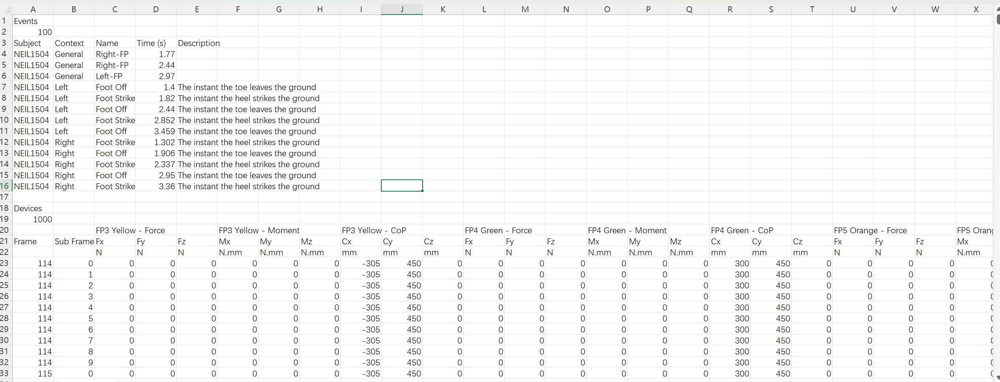 A B C D E F G H I J K L M N O P Q R S T U V W X
1 Events
2 100
3 Subject Context Name Time (s) Description
4 NEIL1504 General Right-FP 1.77
5 NEIL1504 General Right-FP 2.44
6 NEIL1504 General Left-FP 2.97
7 NEIL1504 Left Foot Off 1.4 The instant the toe leaves the ground
8 NEIL1504 Left Foot Strike 1.82 The instant the heel strikes the ground
9 NEIL1504 Left Foot Off 2.44 The instant the toe leaves the ground
10 NEIL1504 Left Foot Strike 2.852 The instant the heel strikes the ground
11 NEIL1504 Left Foot Off 3.459 The instant the toe leaves the ground
12 NEIL1504 Right Foot Strike 1.302 The instant the heel strikes the ground
13 NEIL1504 Right Foot Off 1.906 The instant the toe leaves the ground
14 NEIL1504 Right Foot Strike 2.337 The instant the heel strikes the ground
15 NEIL1504 Right Foot Off 2.95 The instant the toe leaves the ground
16 NEIL1504 Right Foot Strike 3.36 The instant the heel strikes the ground
17
18 Devices
19 1000
20 FP3 Yellow - Force FP3 Yellow - Moment FP3 Yellow - CoP FP4 Green - Force FP4 Green - Moment FP4 Green - CoP FP5 Orange - Force FP5 Orang
21 Frame Sub Frame Fx Fy Fz Mx My Mz Cx Cy Cz Fx Fy Fz Mx My Mz Cx Cy Cz Fx Fy Fz Mx
22 N N N N.mm N.mm N.mm mm mm mm N N N N.mm N.mm N.mm mm mm mm N N N N.mm
23 114 0 0 0 0 0 0 0 -305 450 0 0 0 0 0 0 0 300 450 0 0 0 0 0
24 114 1 0 0 0 0 0 0 -305 450 0 0 0 0 0 0 0 300 450 0 0 0 0 0
25 114 2 0 0 0 0 0 0 -305 450 0 0 0 0 0 0 0 300 450 0 0 0 0 0
26 114 3 0 0 0 0 0 0 -305 450 0 0 0 0 0 0 0 300 450 0 0 0 0 0
27 114 4 0 0 0 0 0 0 -305 450 0 0 0 0 0 0 0 300 450 0 0 0 0 0
28 114 5 0 0 0 0 0 0 -305 450 0 0 0 0 0 0 0 300 450 0 0 0 0 0
29 114 6 0 0 0 0 0 0 -305 450 0 0 0 0 0 0 0 300 450 0 0 0 0 0
30 114 7 0 0 0 0 0 0 -305 450 0 0 0 0 0 0 0 300 450 0 0 0 0 0
31 114 8 0 0 0 0 0 0 -305 450 0 0 0 0 0 0 0 300 450 0 0 0 0 0
32 114 9 0 0 0 0 0 0 -305 450 0 0 0 0 0 0 0 300 450 0 0 0 0 0
33 115 0 0 0 0 0 0 0 -305 450 0 0 0 0 0 0 0 300 450 0 0 0 0 0